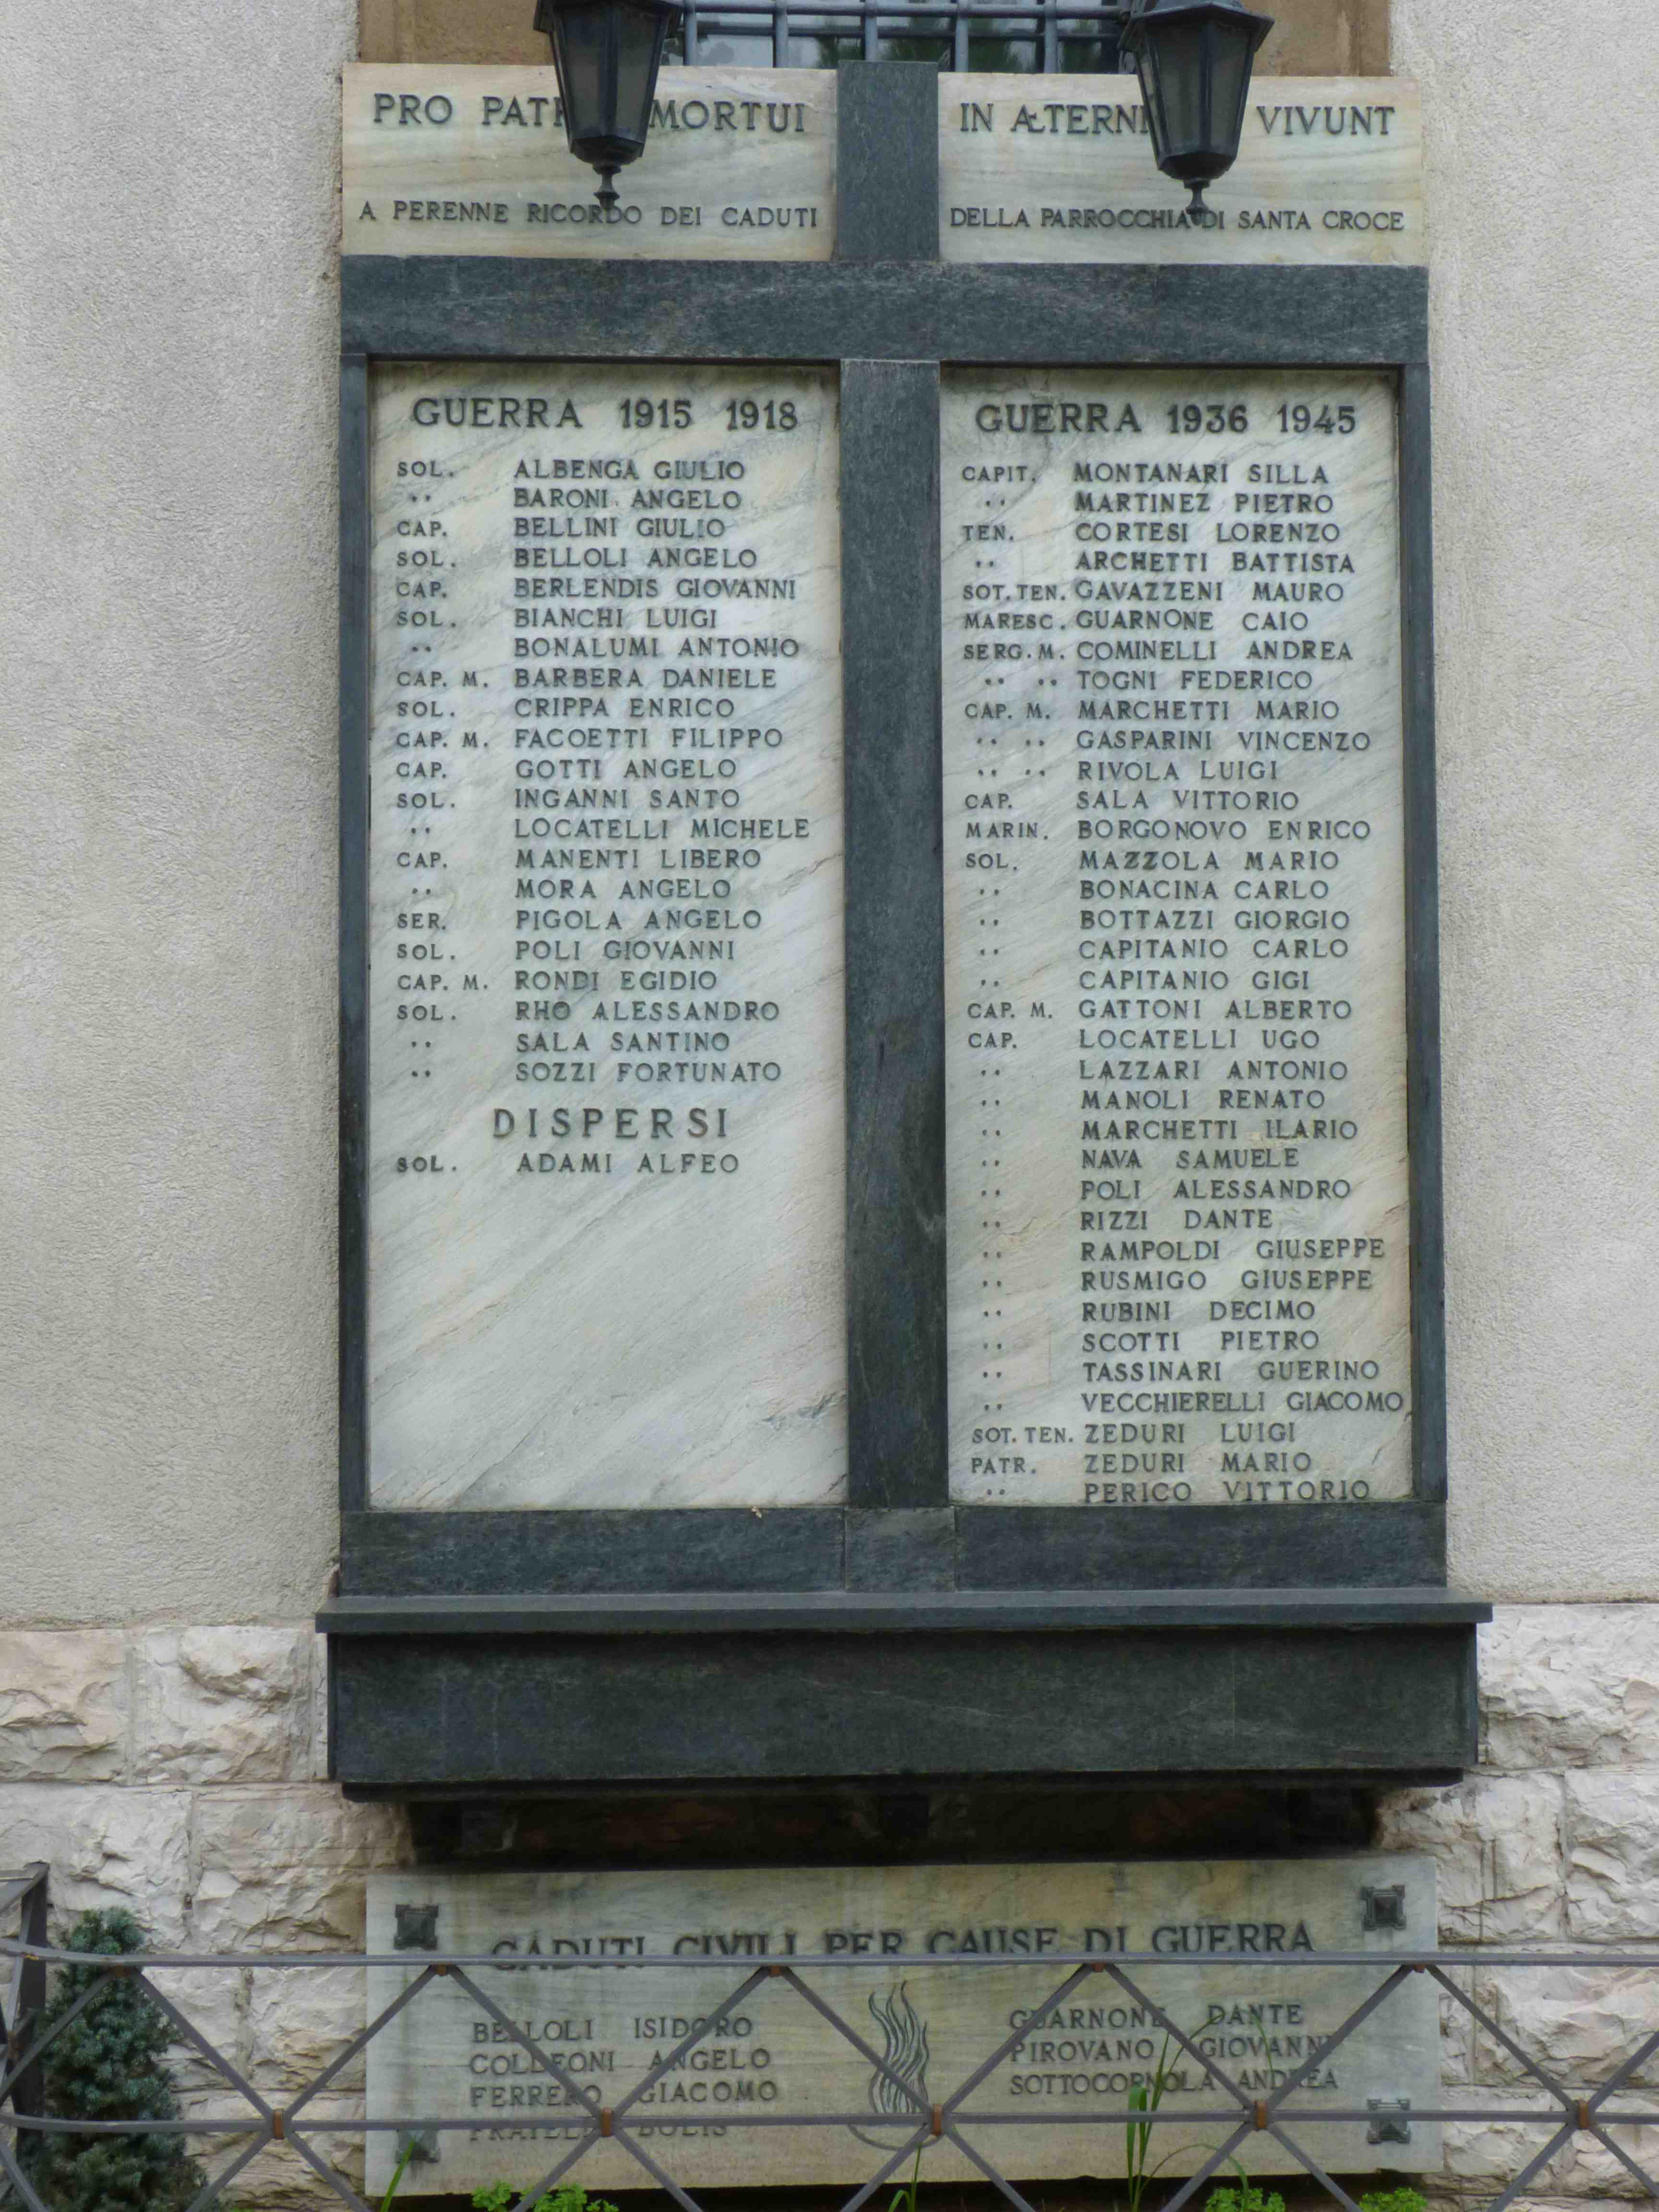 PRO MORTUI
IN VIVUNT
A PERENNE RICORDO DEI CADUTI
DELLA PARROCCHIA DI SANTA CROCE
GUERRA 1915 1918
SOL. ALBENGA GIULIO
·· BARONI ANGELO
CAP. BELLINI GIULIO
SOL. BELLOLI ANGELO
CAP. BERLENDIS GIOVANNI
SOL. BIANCHI LUIGI
·· BONALUMI ANTONIO
CAP. M. BARBERA DANIELE
SOL. CRIPPA ENRICO
CAP. M. FACOETTI FILIPPO
CAP. GOTTI ANGELO
SOL. INGANNI SANTO
·· LOCATELLI MICHELE
CAP. MANENTI LIBERO
·· MORA ANGELO
SER. PIGOLA ANGELO
SOL. POLI GIOVANNI
CAP. M. RONDI EGIDIO
SOL. RHO ALESSANDRO
·· SALA SANTINO
·· SOZZI FORTUNATO
DISPERSI
SOL. ADAMI ALFEO
GUERRA 1936 1945
CAPIT. MONTANARI SILLA
·· MARTINEZ PIETRO
TEN. CORTESI LORENZO
·· ARCHETTI BATTISTA
SOT. TEN. GAVAZZENI MAURO
MARESC. GUARNONE CAIO
SERG. M. COMINELLI ANDREA
·· ·· TOGNI FEDERICO
CAP. M. MARCHETTI MARIO
·· ·· GASPARINI VINCENZO
·· ·· RIVOLA LUIGI
CAP. SALA VITTORIO
MARIN. BORGONOVO ENRICO
SOL. MAZZOLA MARIO
·· BONACINA CARLO
·· BOTTAZZI GIORGIO
·· CAPITANIO CARLO
·· CAPITANIO GIGI
CAP. M. GATTONI ALBERTO
CAP. LOCATELLI UGO
·· LAZZARI ANTONIO
·· MANOLI RENATO
·· MARCHETTI ILARIO
·· NAVA SAMUELE
·· POLI ALESSANDRO
·· RIZZI DANTE
·· RAMPOLDI GIUSEPPE
·· RUSMIGO GIUSEPPE
·· RUBINI DECIMO
·· SCOTTI PIETRO
·· TASSINARI GUERINO
·· VECCHIERELLI GIACOMO
SOT. TEN. ZEDURI LUIGI
PATR. ZEDURI MARIO
·· PERICO VITTORIO
CADUTI CIVILI PER CAUSE DI GUERRA
BELLOLI ISIDORO
COLLEONI ANGELO
FERRERO GIACOMO
FRATELLI BOLIS
GUARNONE DANTE
PIROVANO GIOVANNI
SOTTOCORNOLA ANDREA